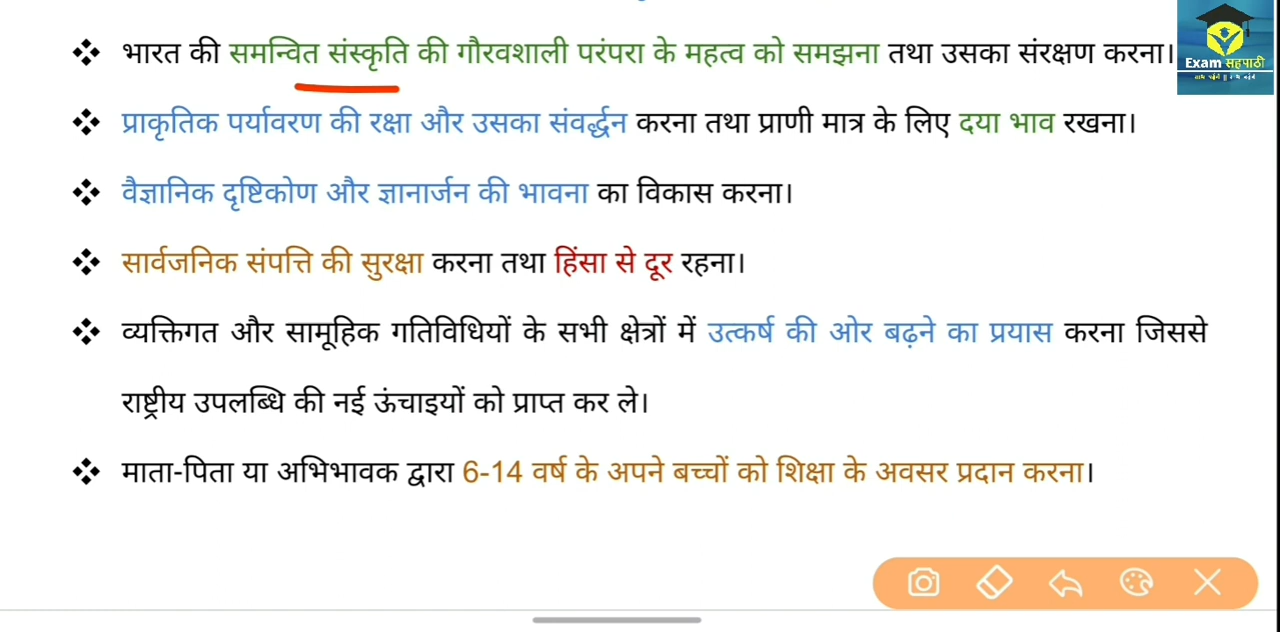 भारत की समन्वित संस्कृति की गौरवशाली परंपरा के महत्व को समझना तथा उसका संरक्षण करना।
Exam सहपाठी
प्राकृतिक पर्यावरण की रक्षा और उसका संवर्द्धन करना तथा प्राणी मात्र के लिए दया भाव रखना।
वैज्ञानिक दृष्टिकोण और ज्ञानार्जन की भावना का विकास करना।
सार्वजनिक संपत्ति की सुरक्षा करना तथा हिंसा से दूर रहना।
व्यक्तिगत और सामूहिक गतिविधियों के सभी क्षेत्रों में उत्कर्ष की ओर बढ़ने का प्रयास करना जिससे
राष्ट्रीय उपलब्धि की नई ऊंचाइयों को प्राप्त कर ले।
माता-पिता या अभिभावक द्वारा 6-14 वर्ष के अपने बच्चों को शिक्षा के अवसर प्रदान करना।